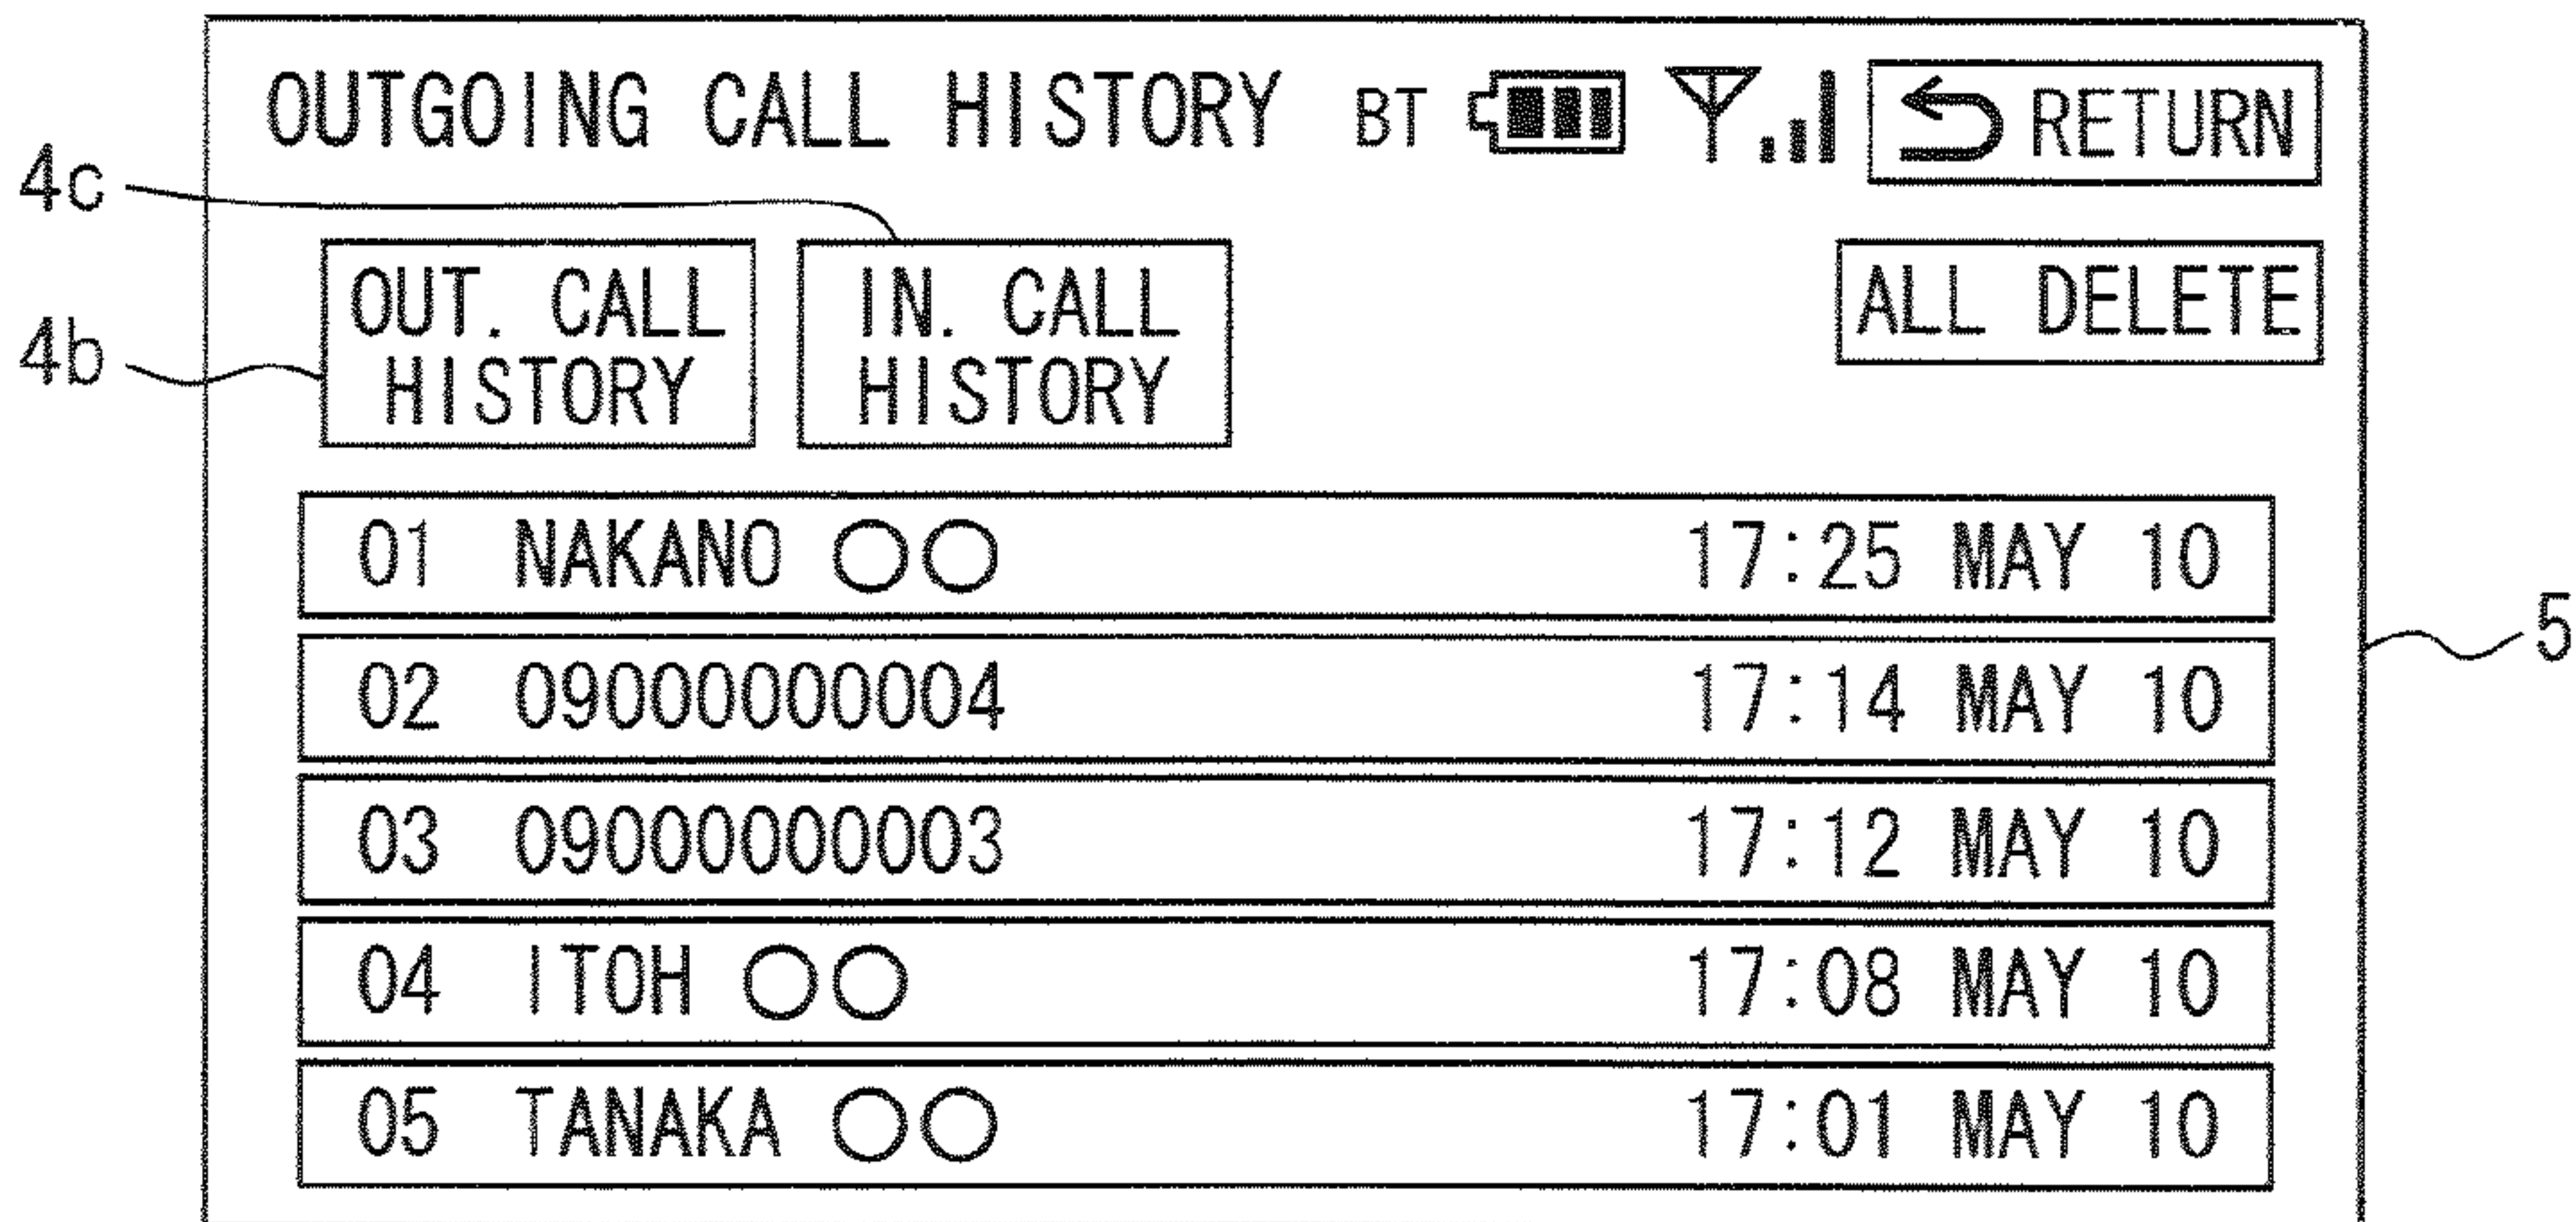 OUTGOING CALL HISTORY BT RETURN
4c
OUT. CALL HISTORY
IN. CALL HISTORY
ALL DELETE
4b
01 NAKANO ○○ 17:25 MAY 10
02 09000000004 17:14 MAY 10
5
03 09000000003 17:12 MAY 10
04 ITOH ○○ 17:08 MAY 10
05 TANAKA ○○ 17:01 MAY 10